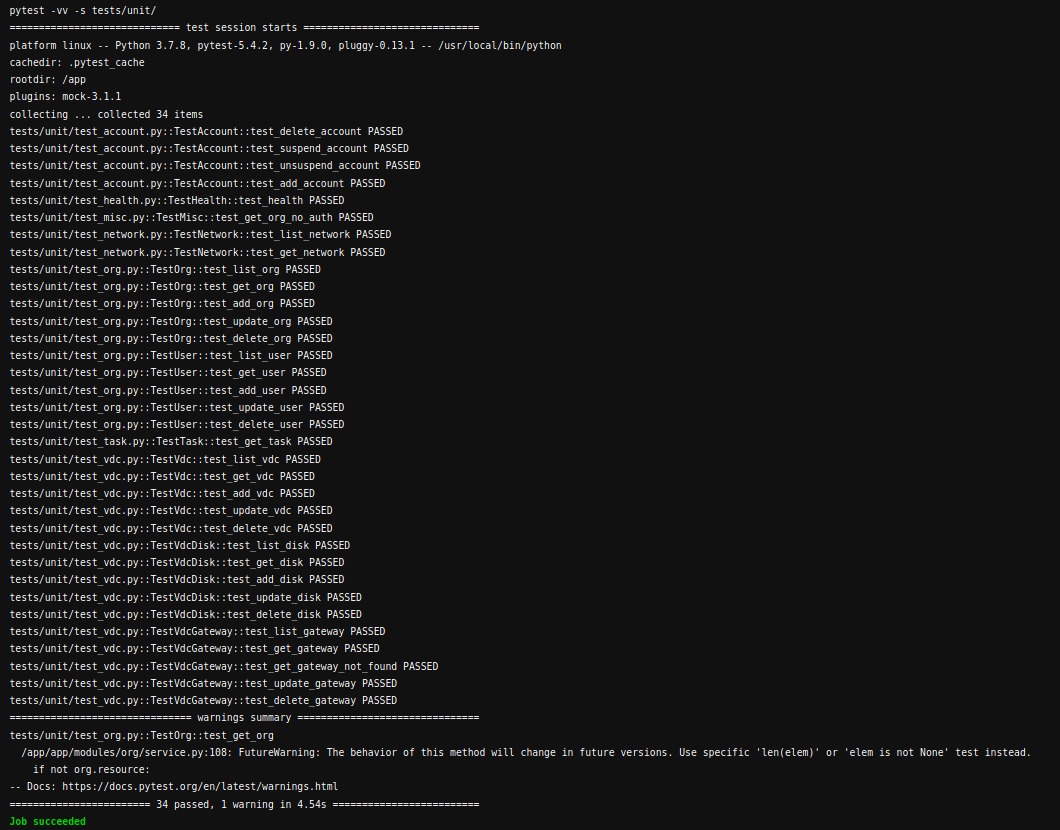 pytest -vv -s tests/unit/
============================= test session starts ==============================
platform linux -- Python 3.7.8, pytest-5.4.2, py-1.9.0, pluggy-0.13.1 -- /usr/local/bin/python
cachedir: .pytest_cache
rootdir: /app
plugins: mock-3.1.1
collecting ... collected 34 items
tests/unit/test_account.py::TestAccount::test_delete_account PASSED
tests/unit/test_account.py::TestAccount::test_suspend_account PASSED
tests/unit/test_account.py::TestAccount::test_unsuspend_account PASSED
tests/unit/test_account.py::TestAccount::test_add_account PASSED
tests/unit/test_health.py::TestHealth::test_health PASSED
tests/unit/test_misc.py::TestMisc::test_get_org_no_auth PASSED
tests/unit/test_network.py::TestNetwork::test_list_network PASSED
tests/unit/test_network.py::TestNetwork::test_get_network PASSED
tests/unit/test_org.py::TestOrg::test_list_org PASSED
tests/unit/test_org.py::TestOrg::test_get_org PASSED
tests/unit/test_org.py::TestOrg::test_add_org PASSED
tests/unit/test_org.py::TestOrg::test_update_org PASSED
tests/unit/test_org.py::TestOrg::test_delete_org PASSED
tests/unit/test_org.py::TestUser::test_list_user PASSED
tests/unit/test_org.py::TestUser::test_get_user PASSED
tests/unit/test_org.py::TestUser::test_add_user PASSED
tests/unit/test_org.py::TestUser::test_update_user PASSED
tests/unit/test_org.py::TestUser::test_delete_user PASSED
tests/unit/test_task.py::TestTask::test_get_task PASSED
tests/unit/test_vdc.py::TestVdc::test_list_vdc PASSED
tests/unit/test_vdc.py::TestVdc::test_get_vdc PASSED
tests/unit/test_vdc.py::TestVdc::test_add_vdc PASSED
tests/unit/test_vdc.py::TestVdc::test_update_vdc PASSED
tests/unit/test_vdc.py::TestVdc::test_delete_vdc PASSED
tests/unit/test_vdc.py::TestVdcDisk::test_list_disk PASSED
tests/unit/test_vdc.py::TestVdcDisk::test_get_disk PASSED
tests/unit/test_vdc.py::TestVdcDisk::test_add_disk PASSED
tests/unit/test_vdc.py::TestVdcDisk::test_update_disk PASSED
tests/unit/test_vdc.py::TestVdcDisk::test_delete_disk PASSED
tests/unit/test_vdc.py::TestVdcGateway::test_list_gateway PASSED
tests/unit/test_vdc.py::TestVdcGateway::test_get_gateway PASSED
tests/unit/test_vdc.py::TestVdcGateway::test_get_gateway_not_found PASSED
tests/unit/test_vdc.py::TestVdcGateway::test_update_gateway PASSED
tests/unit/test_vdc.py::TestVdcGateway::test_delete_gateway PASSED
=============================== warnings summary ===============================
tests/unit/test_org.py::TestOrg::test_get_org
  /app/app/modules/org/service.py:108: FutureWarning: The behavior of this method will change in future versions. Use specific 'len(elem)' or 'elem is not None' test instead.
    if not org.resource:
-- Docs: https://docs.pytest.org/en/latest/warnings.html
======================== 34 passed, 1 warning in 4.54s =========================
Job succeeded